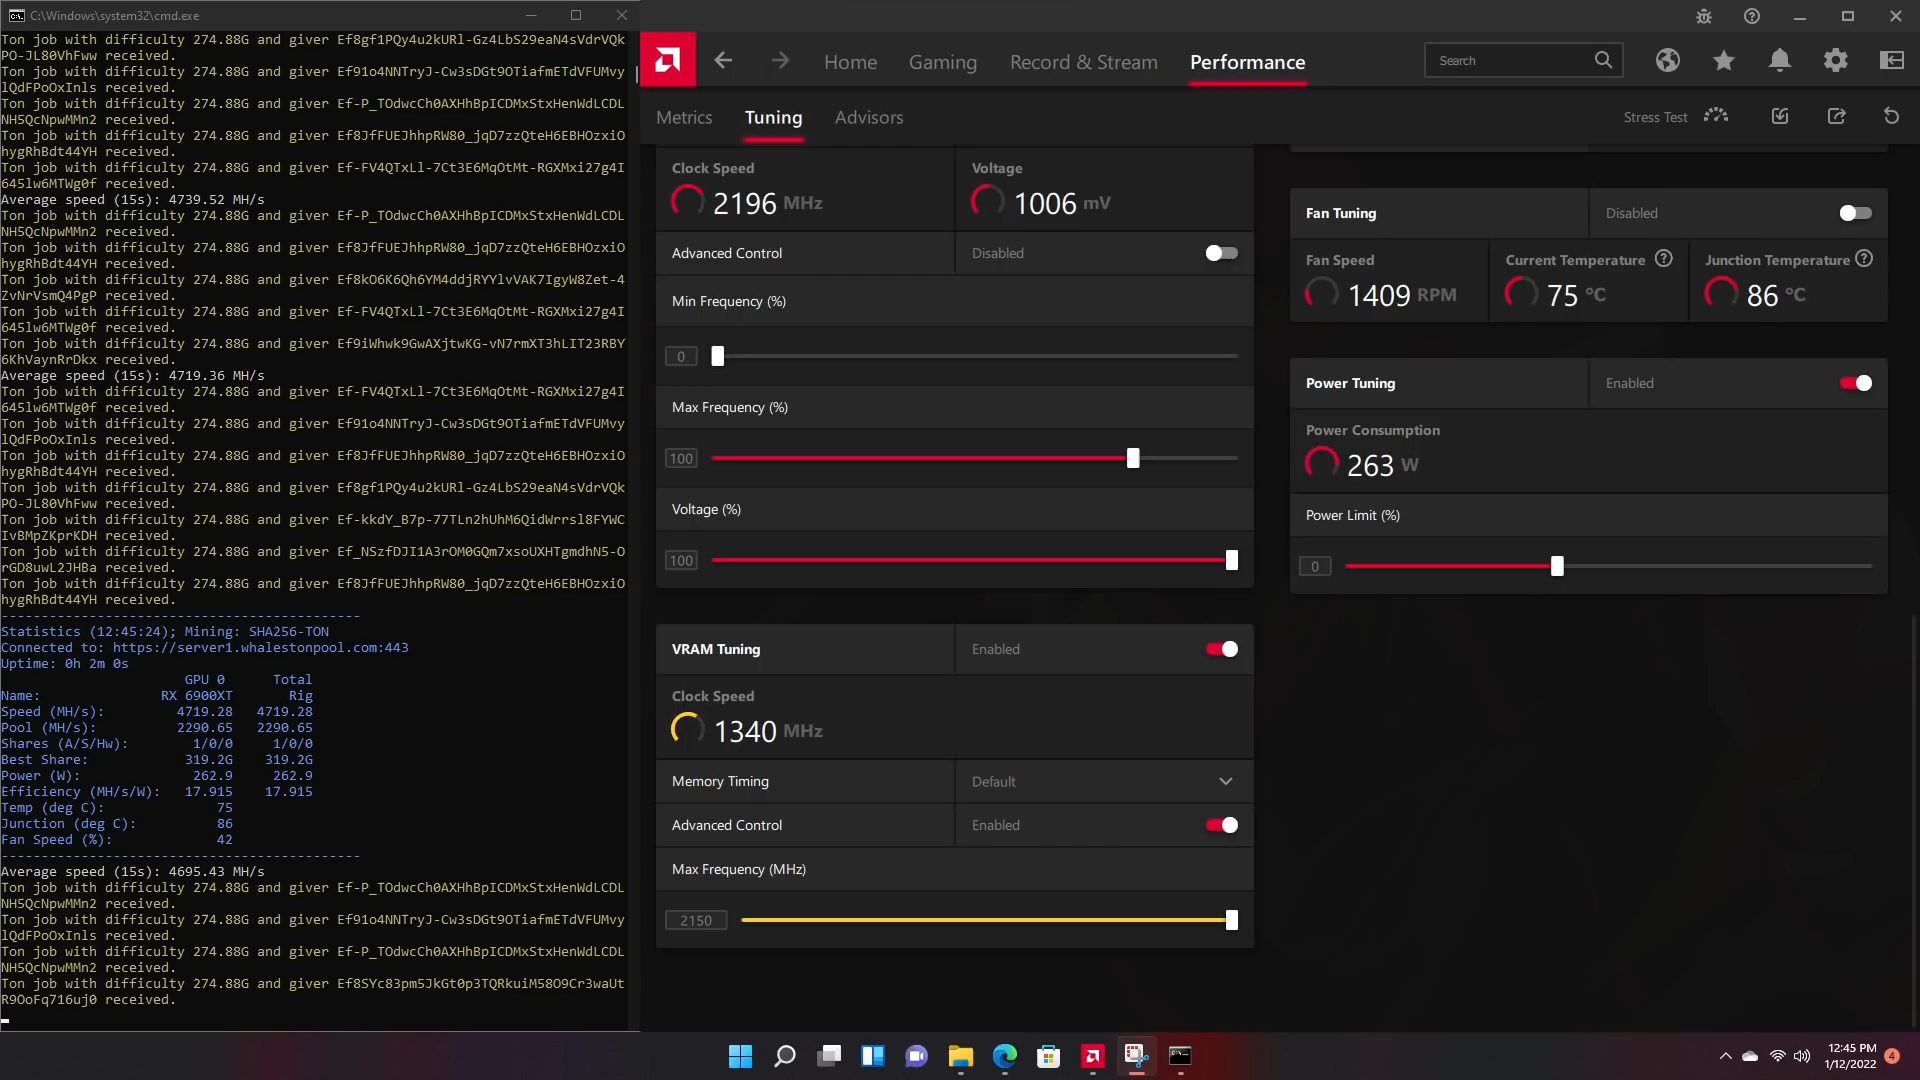 C:\Windows\system32\cmd.exe
Ton job with difficulty 274.88G and giver Ef8gf1PQy4u2kURl-Gz4LbS29eaN4sVdrVQk
PO-JL80VhFww received.
Ton job with difficulty 274.88G and giver Ef91o4NNTryJ-Cw3sDGt9OTiafmETdVFUMvy
lQdFPoOxInls received.
Ton job with difficulty 274.88G and giver Ef-P_TOdwcCh0AXHhBpICDMxStxHenWdLCDL
NH5QcNpwMMn2 received.
Ton job with difficulty 274.88G and giver Ef8JfFUEJhhpRW80_jqD7zzQteH6EBHOzxiO
hygRhBdt44YH received.
Ton job with difficulty 274.88G and giver Ef-FV4QTxLl-7Ct3E6MqOtMt-RGXMxi27g4I
645lw6MTWg0f received.
Average speed (15s): 4739.52 MH/s
Ton job with difficulty 274.88G and giver Ef-P_TOdwcCh0AXHhBpICDMxStxHenWdLCDL
NH5QcNpwMMn2 received.
Ton job with difficulty 274.88G and giver Ef8JfFUEJhhpRW80_jqD7zzQteH6EBHOzxiO
hygRhBdt44YH received.
Ton job with difficulty 274.88G and giver Ef8kO6K6Qh6YM4ddjRYYlvVAK7IgyW8Zet-4
ZvNrVsmQ4PgP received.
Ton job with difficulty 274.88G and giver Ef-FV4QTxLl-7Ct3E6MqOtMt-RGXMxi27g4I
645lw6MTWg0f received.
Ton job with difficulty 274.88G and giver Ef9iWhwk9GwAXjtwKG-vN7rmXT3hLIT23RBY
6KhVaynRrDkx received.
Average speed (15s): 4719.36 MH/s
Ton job with difficulty 274.88G and giver Ef-FV4QTxLl-7Ct3E6MqOtMt-RGXMxi27g4I
645lw6MTWg0f received.
Ton job with difficulty 274.88G and giver Ef91o4NNTryJ-Cw3sDGt9OTiafmETdVFUMvy
lQdFPoOxInls received.
Ton job with difficulty 274.88G and giver Ef8JfFUEJhhpRW80_jqD7zzQteH6EBHOzxiO
hygRhBdt44YH received.
Ton job with difficulty 274.88G and giver Ef8gf1PQy4u2kURl-Gz4LbS29eaN4sVdrVQk
PO-JL80VhFww received.
Ton job with difficulty 274.88G and giver Ef-kkdY_B7p-77TLn2hUhM6QidWrrsl8FYWC
IvBMpZKprKDH received.
Ton job with difficulty 274.88G and giver Ef_NSzfDJI1A3rOM0GQm7xsoUXHTgmdhN5-O
rGD8uwL2JHBa received.
Ton job with difficulty 274.88G and giver Ef8JfFUEJhhpRW80_jqD7zzQteH6EBHOzxiO
hygRhBdt44YH received.
---------------------------------------------
Statistics (12:45:24); Mining: SHA256-TON
Connected to: https://server1.whalestonpool.com:443
Uptime: 0h 2m 0s
GPU 0 Total
Name: RX 6900XT Rig
Speed (MH/s): 4719.28 4719.28
Pool (MH/s): 2290.65 2290.65
Shares (A/S/Hw): 1/0/0 1/0/0
Best Share: 319.2G 319.2G
Power (W): 262.9 262.9
Efficiency (MH/s/W): 17.915 17.915
Temp (deg C): 75
Junction (deg C): 86
Fan Speed (%): 42
---------------------------------------------
Average speed (15s): 4695.43 MH/s
Ton job with difficulty 274.88G and giver Ef-P_TOdwcCh0AXHhBpICDMxStxHenWdLCDL
NH5QcNpwMMn2 received.
Ton job with difficulty 274.88G and giver Ef91o4NNTryJ-Cw3sDGt9OTiafmETdVFUMvy
lQdFPoOxInls received.
Ton job with difficulty 274.88G and giver Ef-P_TOdwcCh0AXHhBpICDMxStxHenWdLCDL
NH5QcNpwMMn2 received.
Ton job with difficulty 274.88G and giver Ef8SYc83pm5JkGt0p3TQRkuiM58O9Cr3waUt
R9OoFq716uj0 received.
Home Gaming Record & Stream Performance
Search
Metrics Tuning Advisors
Stress Test
Clock Speed Voltage
2196 MHz 1006 mV
Advanced Control Disabled
Min Frequency (%)
0
Max Frequency (%)
100
Voltage (%)
100
VRAM Tuning Enabled
Clock Speed
1340 MHz
Memory Timing Default
Advanced Control Enabled
Max Frequency (MHz)
2150
Fan Tuning Disabled
Fan Speed Current Temperature Junction Temperature
1409 RPM 75 °C 86 °C
Power Tuning Enabled
Power Consumption
263 W
Power Limit (%)
0
12:45 PM
1/12/2022
4